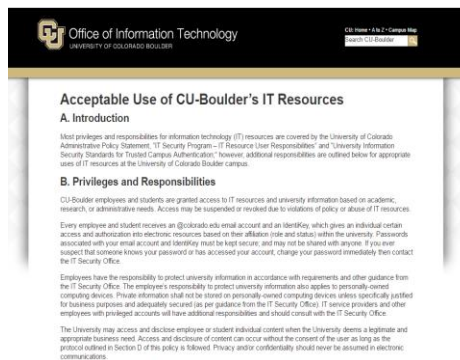 Office of Information Technology
UNIVERSITY OF COLORADO BOULDER
CU: Home • A to Z • Campus Map
Search CU-Boulder
Acceptable Use of CU-Boulder's IT Resources
A. Introduction
Most privileges and responsibilities for information technology (IT) resources are covered by the University of Colorado
Administrative Policy Statement, "IT Security Program – IT Resource User Responsibilities" and "University Information
Security Standards for Trusted Campus Authentication;" however, additional responsibilities are outlined below for appropriate
uses of IT resources at the University of Colorado Boulder campus.
B. Privileges and Responsibilities
CU-Boulder employees and students are granted access to IT resources and university information based on academic,
research, or administrative needs. Access may be suspended or revoked due to violations of policy or abuse of IT resources.
Every employee and student receives an @colorado.edu email account and an IdentiKey, which gives an individual certain
access and authorization into electronic resources based on their affiliation (role and status) within the university. Passwords
associated with your email account and IdentiKey must be kept secure, and may not be shared with anyone. If you ever
suspect that someone knows your password or has accessed your account, change your password immediately then contact
the IT Security Office.
Employees have the responsibility to protect university information in accordance with requirements and other guidance from
the IT Security Office. The employee's responsibility to protect university information also applies to personally-owned
computing devices. Private information shall not be stored on personally-owned computing devices unless specifically justified
for business purposes and adequately secured (as per guidance from the IT Security Office). IT service providers and other
employees with privileged accounts will have additional responsibilities and should consult with the IT Security Office.
The University may access and disclose employee or student individual content when the University deems a legitimate and
appropriate business need. Access and disclosure of content can occur without the consent of the user as long as the
protocol outlined in Section D of this policy is followed. Privacy and/or confidentiality should never be assumed in electronic
communications.